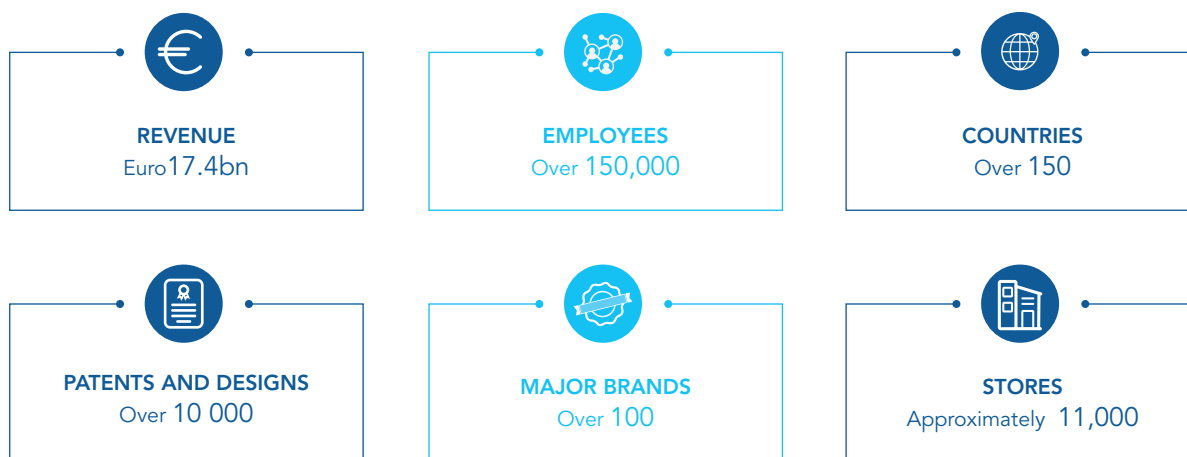 REVENUE
Euro17.4bn
EMPLOYEES
Over 150,000
COUNTRIES
Over 150
PATENTS AND DESIGNS
Over 10 000
MAJOR BRANDS
Over 100
STORES
Approximately 11,000